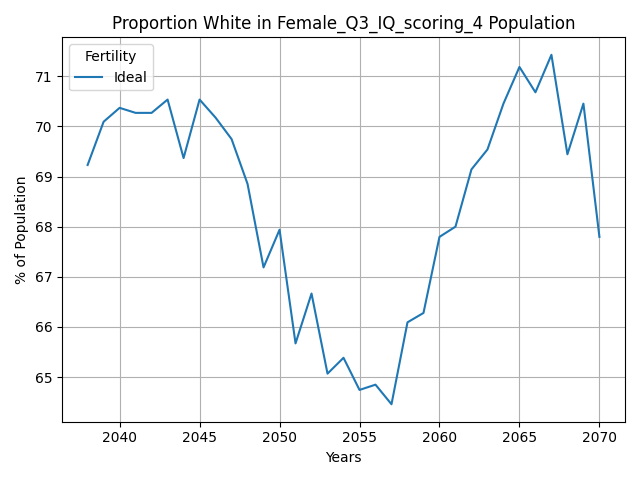 Proportion White in Female_Q3_IQ_scoring_4 Population
Fertility
Ideal
71
70
69
68
67
66
65
% of Population
2040 2045 2050 2055 2060 2065 2070
Years